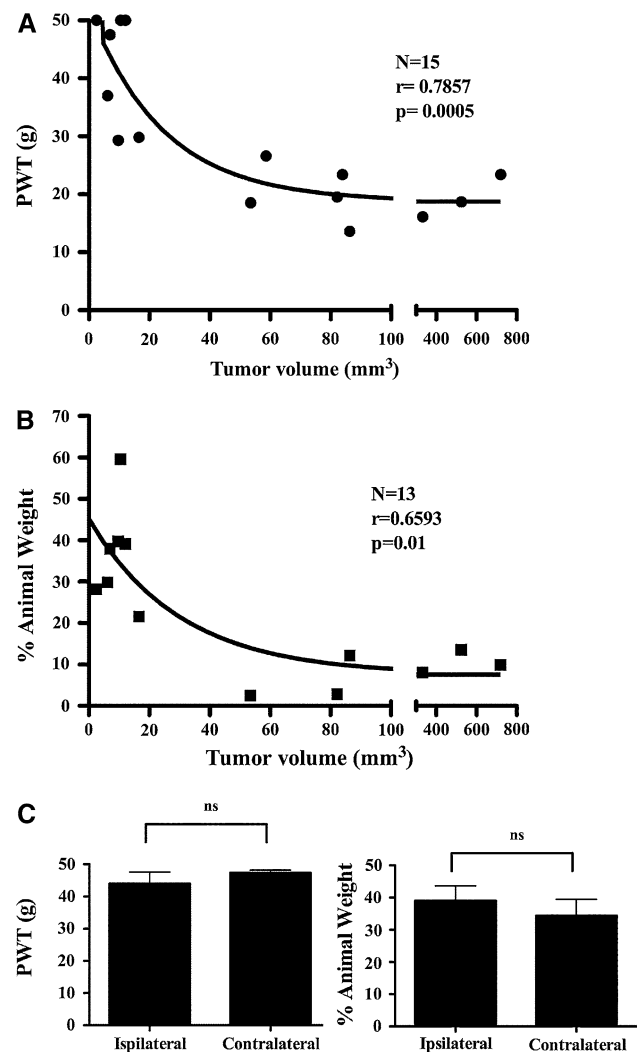 A
50
40
30
20
10
0
PWT (g)
N=15
r= 0.7857
p= 0.0005
0 20 40 60 80 100 400 600 800
Tumor volume (mm3)
B
70
60
50
40
30
20
10
0
% Animal Weight
N=13
r=0.6593
p=0.01
0 20 40 60 80 100 400 600 800
Tumor volume (mm3)
C
ns
50
40
30
20
10
0
PWT (g)
Ispilateral Contralateral
ns
50
40
30
20
10
0
% Animal Weight
Ipsilateral Contralateral